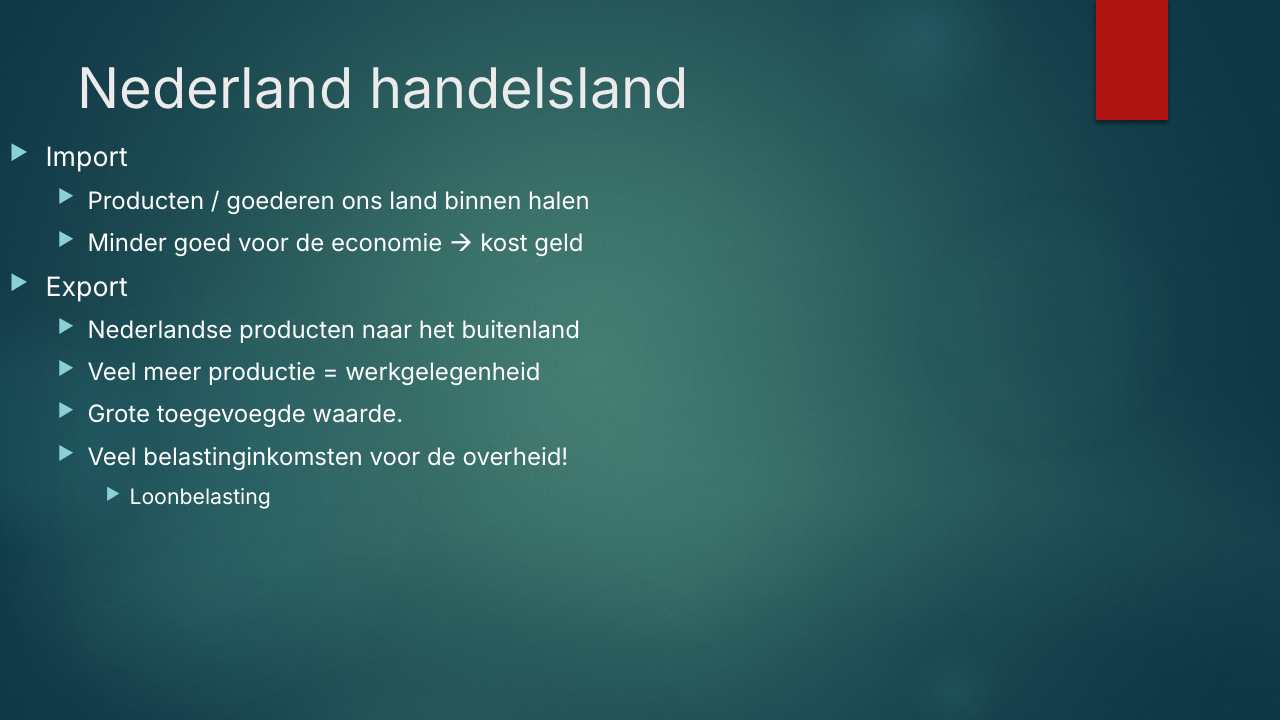 Nederland handelsland
Import
Producten / goederen ons land binnen halen
Minder goed voor de economie → kost geld
Export
Nederlandse producten naar het buitenland
Veel meer productie = werkgelegenheid
Grote toegevoegde waarde.
Veel belastinginkomsten voor de overheid!
Loonbelasting